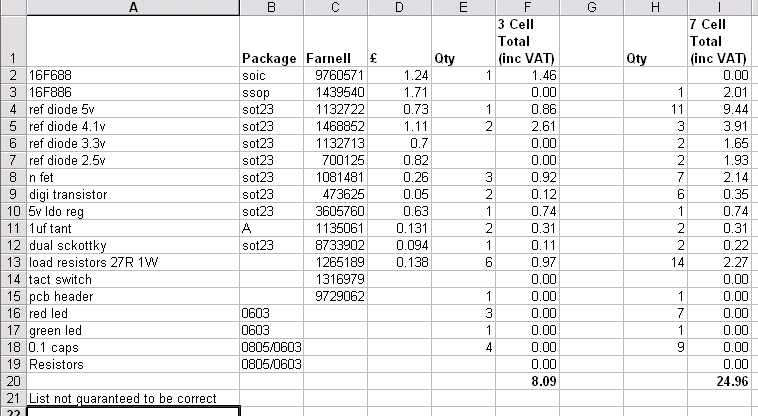 A B C D E F G H I
1 Package Farnell £ Qty 3 Cell Total (inc VAT) Qty 7 Cell Total (inc VAT)
2 16F688 soic 9760571 1.24 1 1.46 0.00
3 16F886 ssop 1439540 1.71 0.00 1 2.01
4 ref diode 5v sot23 1132722 0.73 1 0.86 11 9.44
5 ref diode 4.1v sot23 1468852 1.11 2 2.61 3 3.91
6 ref diode 3.3v sot23 1132713 0.7 0.00 2 1.65
7 ref diode 2.5v sot23 700125 0.82 0.00 2 1.93
8 n fet sot23 1081481 0.26 3 0.92 7 2.14
9 digi transistor sot23 473625 0.05 2 0.12 6 0.35
10 5v ldo reg sot23 3605760 0.63 1 0.74 1 0.74
11 1uf tant A 1135061 0.131 2 0.31 2 0.31
12 dual sckottky sot23 8733902 0.094 1 0.11 2 0.22
13 load resistors 27R 1W 1265189 0.138 6 0.97 14 2.27
14 tact switch 1316979 0.00 0.00
15 pcb header 9729062 1 0.00 1 0.00
16 red led 0603 3 0.00 7 0.00
17 green led 0603 1 0.00 1 0.00
18 0.1 caps 0805/0603 4 0.00 9 0.00
19 Resistors 0805/0603 0.00 0.00
20 8.09 24.96
21 List not guaranteed to be correct
22